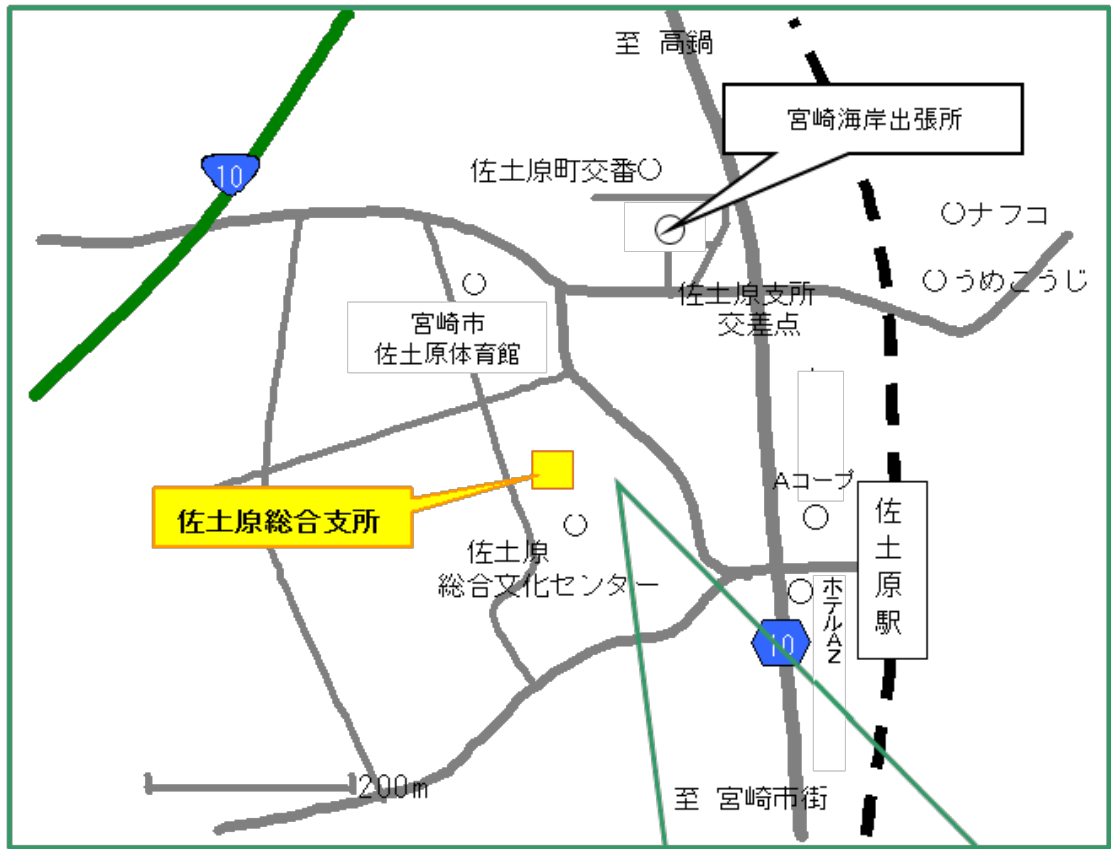 至 高鍋
宮崎海岸出張所
10
佐土原町交番
ナフコ
うめこうじ
佐土原支所
交差点
宮崎市
佐土原体育館
Aコープ
佐土原総合支所
佐土原駅
佐土原
総合文化センター
ホテルAZ
10
200m
至 宮崎市街